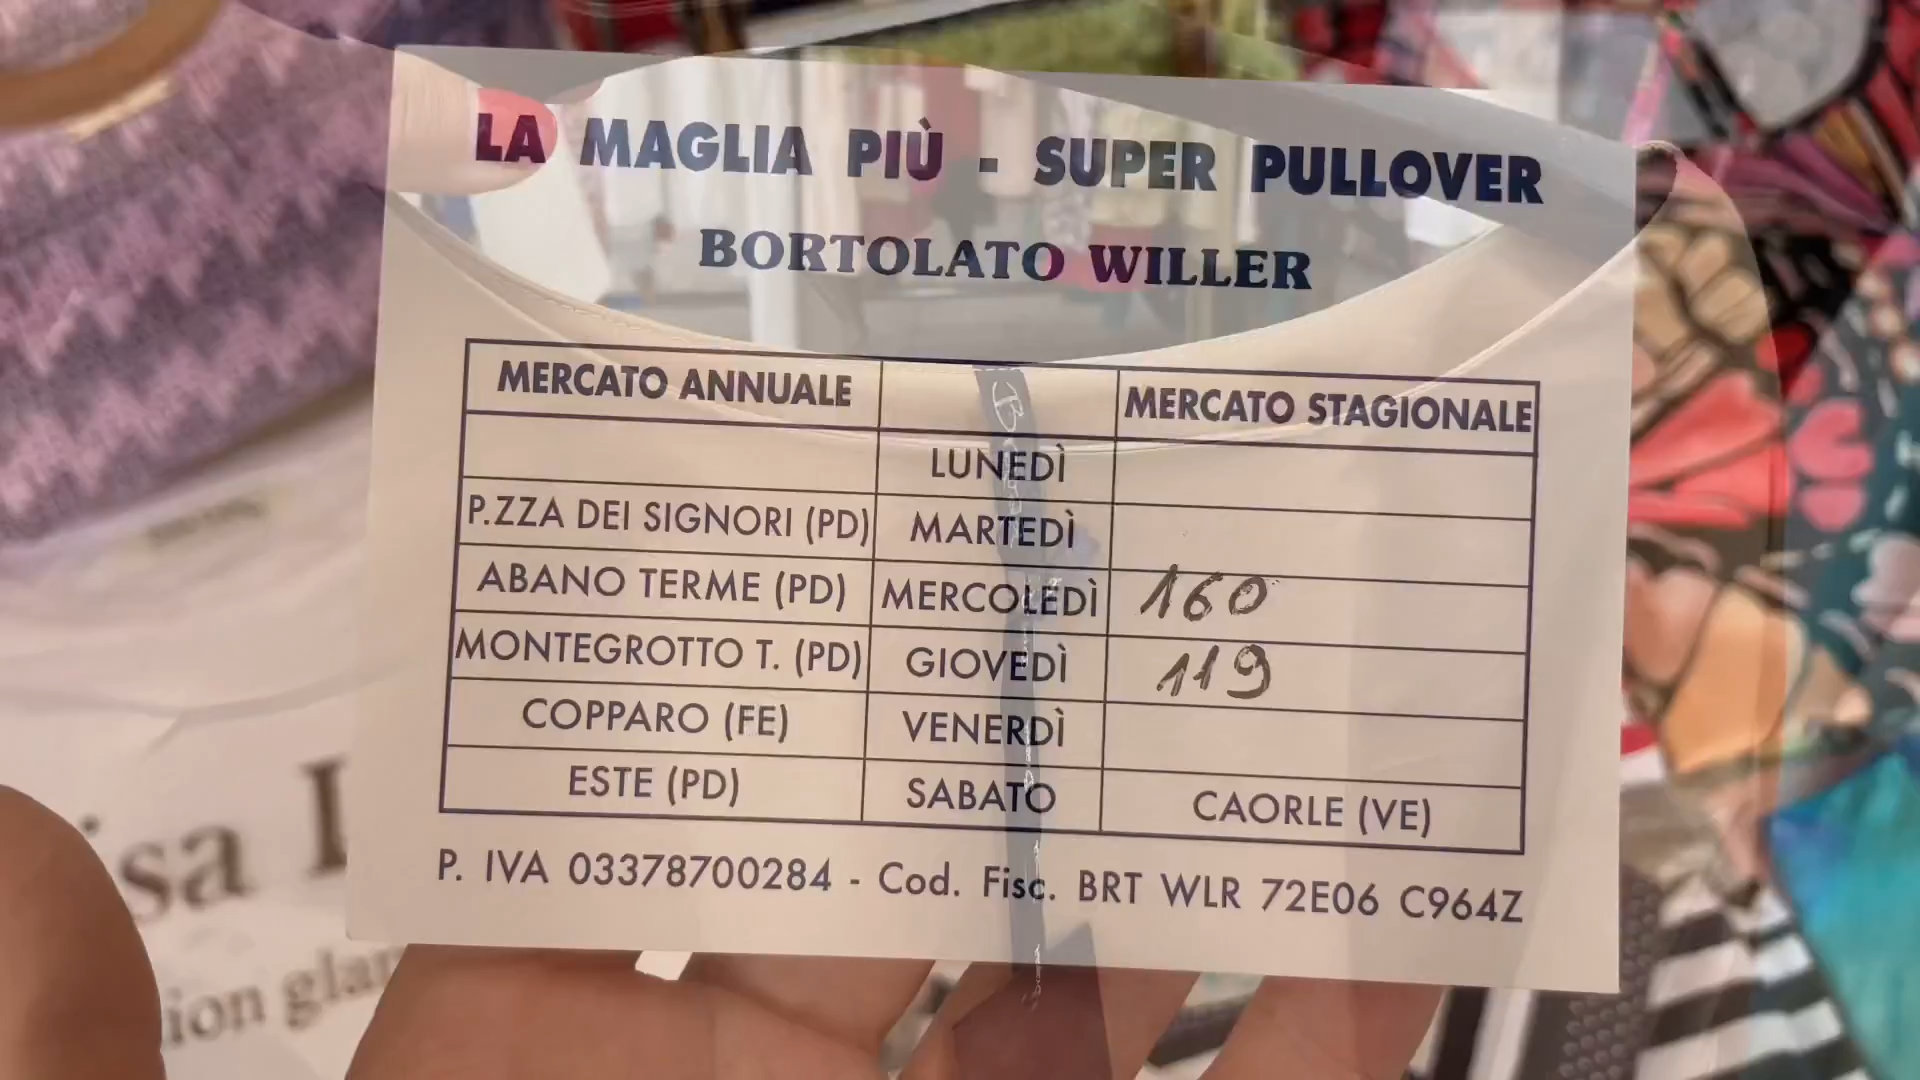 LA MAGLIA PIÙ - SUPER PULLOVER
BORTOLATO WILLER
MERCATO ANNUALE MERCATO STAGIONALE
LUNEDÌ
P.ZZA DEI SIGNORI (PD) MARTEDÌ
ABANO TERME (PD) MERCOLEDÌ 160
MONTEGROTTO T. (PD) GIOVEDÌ 119
COPPARO (FE) VENERDÌ
ESTE (PD) SABATO CAORLE (VE)
P. IVA 03378700284 - Cod. Fisc. BRT WLR 72E06 C964Z